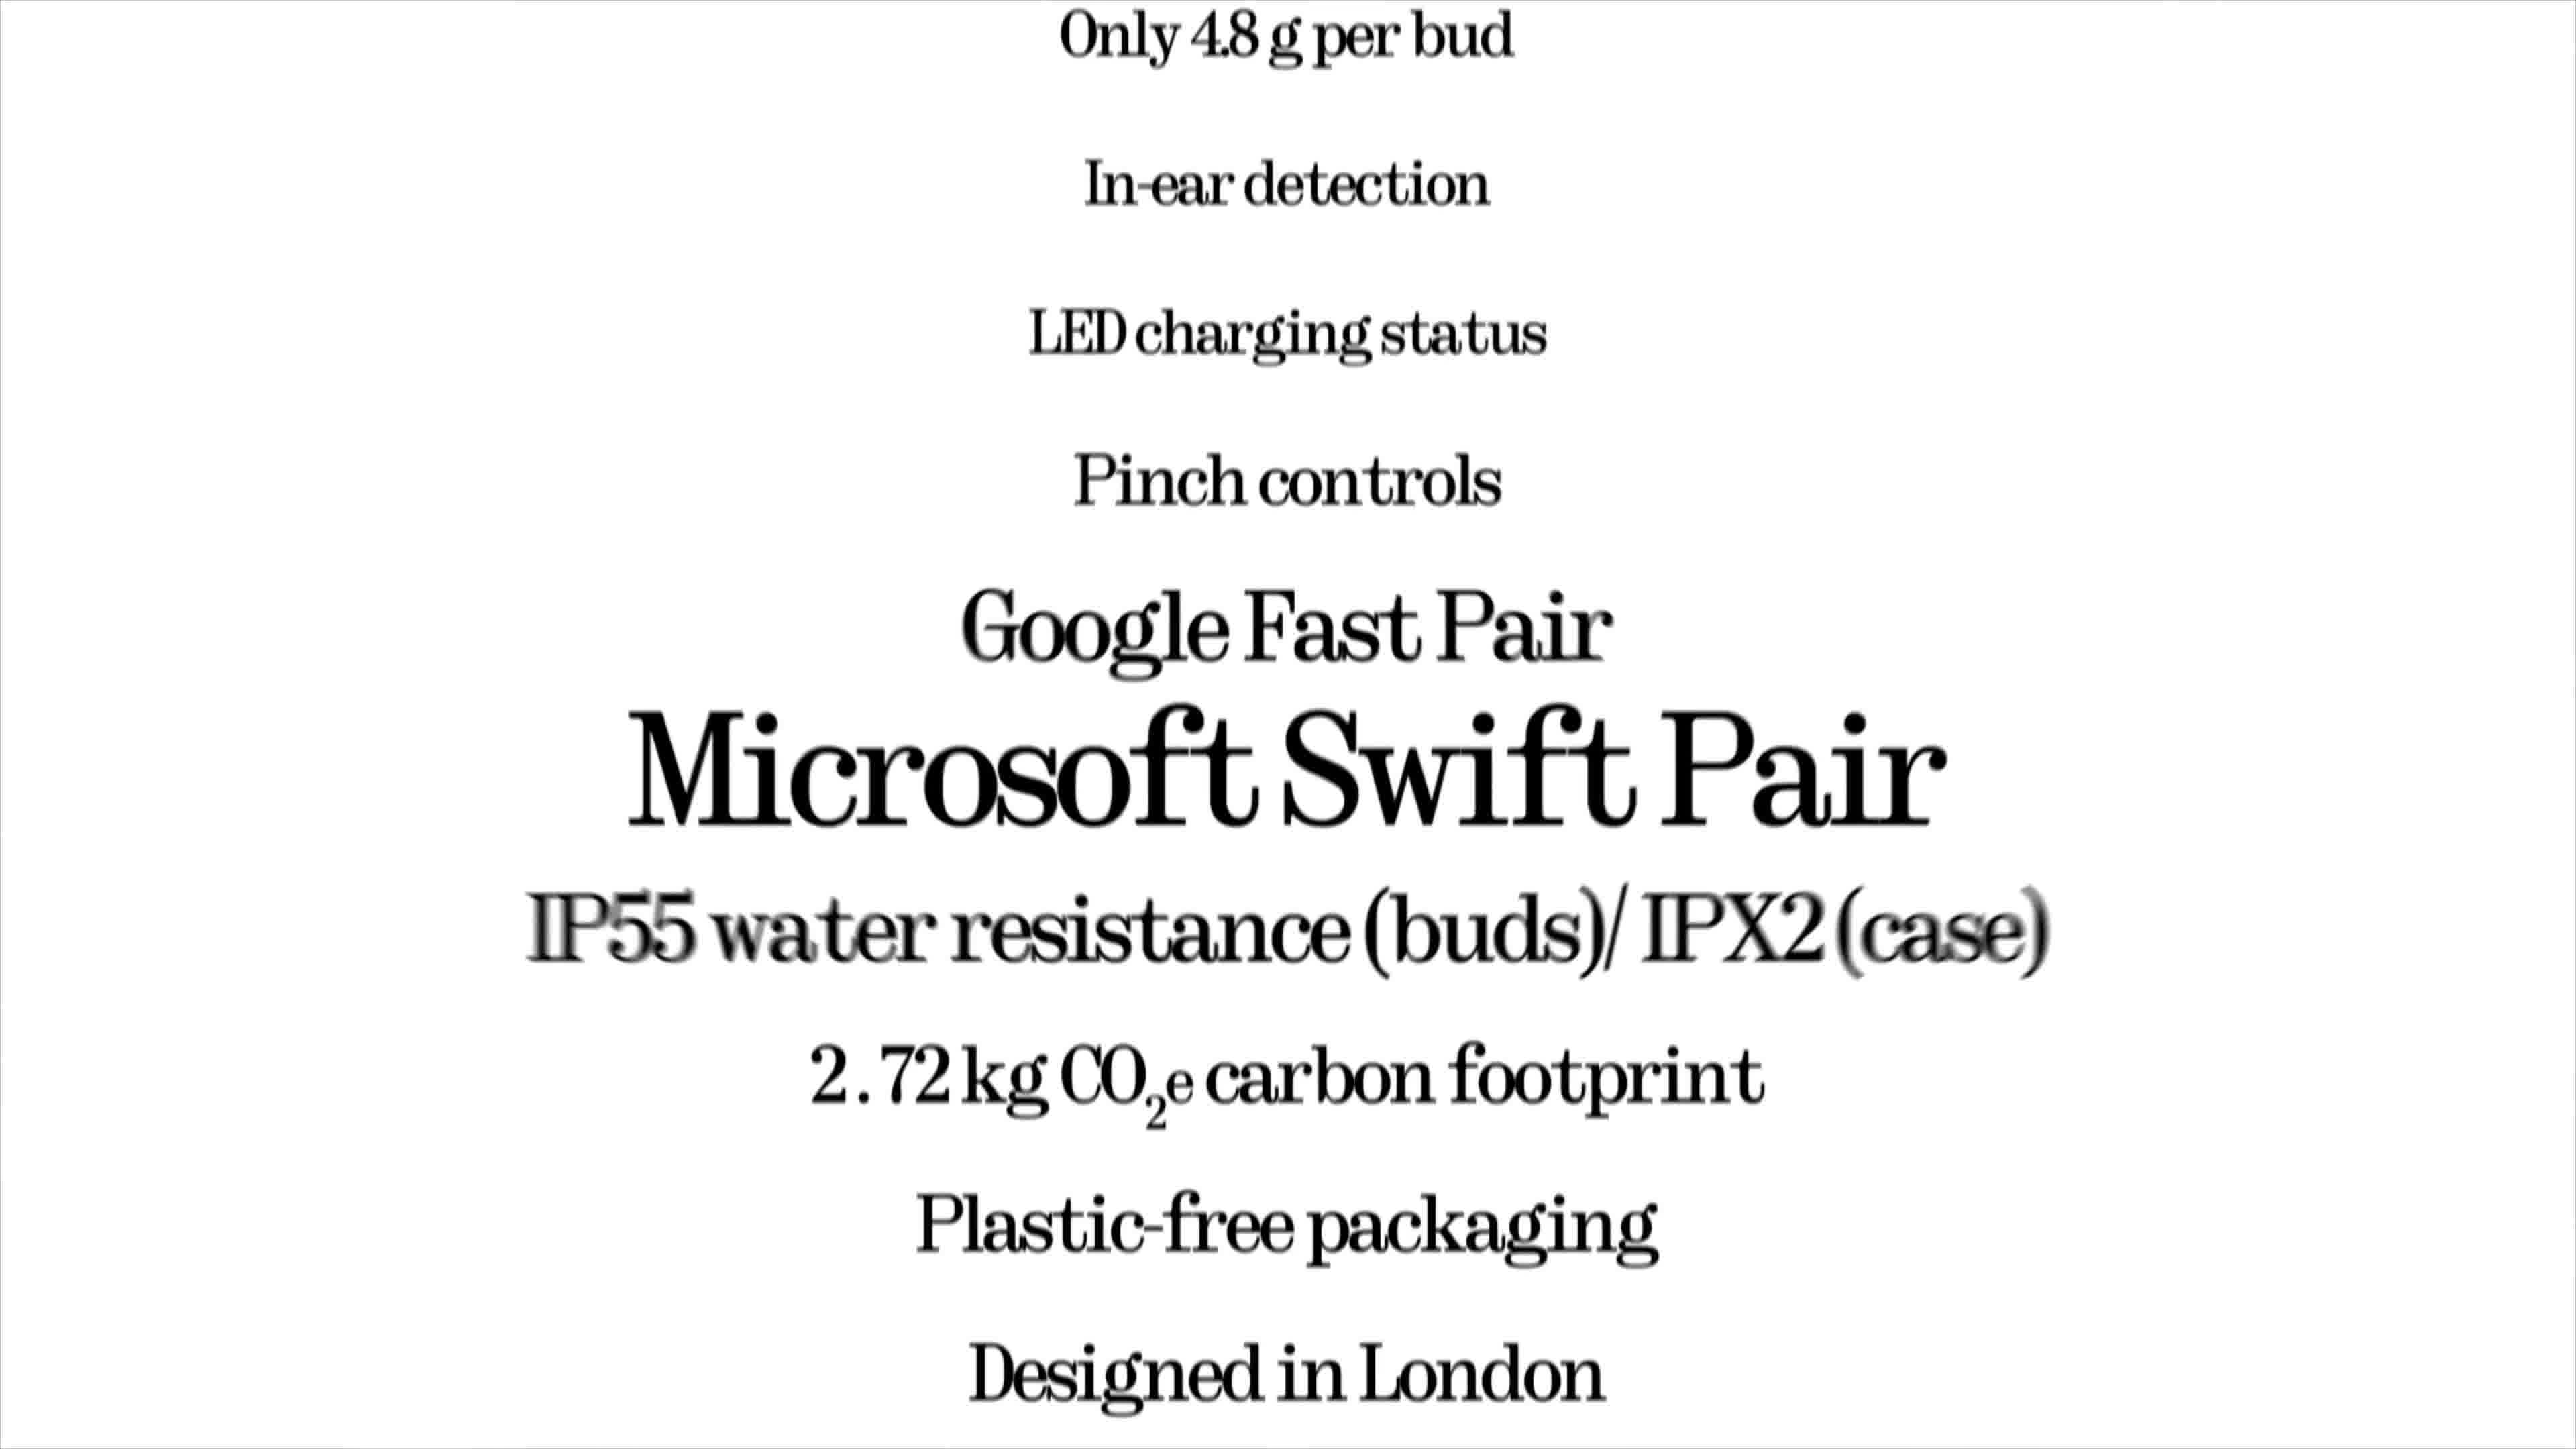 Only 4.8 g per bud
In-ear detection
LED charging status
Pinch controls
Google Fast Pair
Microsoft Swift Pair
IP55 water resistance (buds)/ IPX2 (case)
2.72 kg CO₂e carbon footprint
Plastic-free packaging
Designed in London